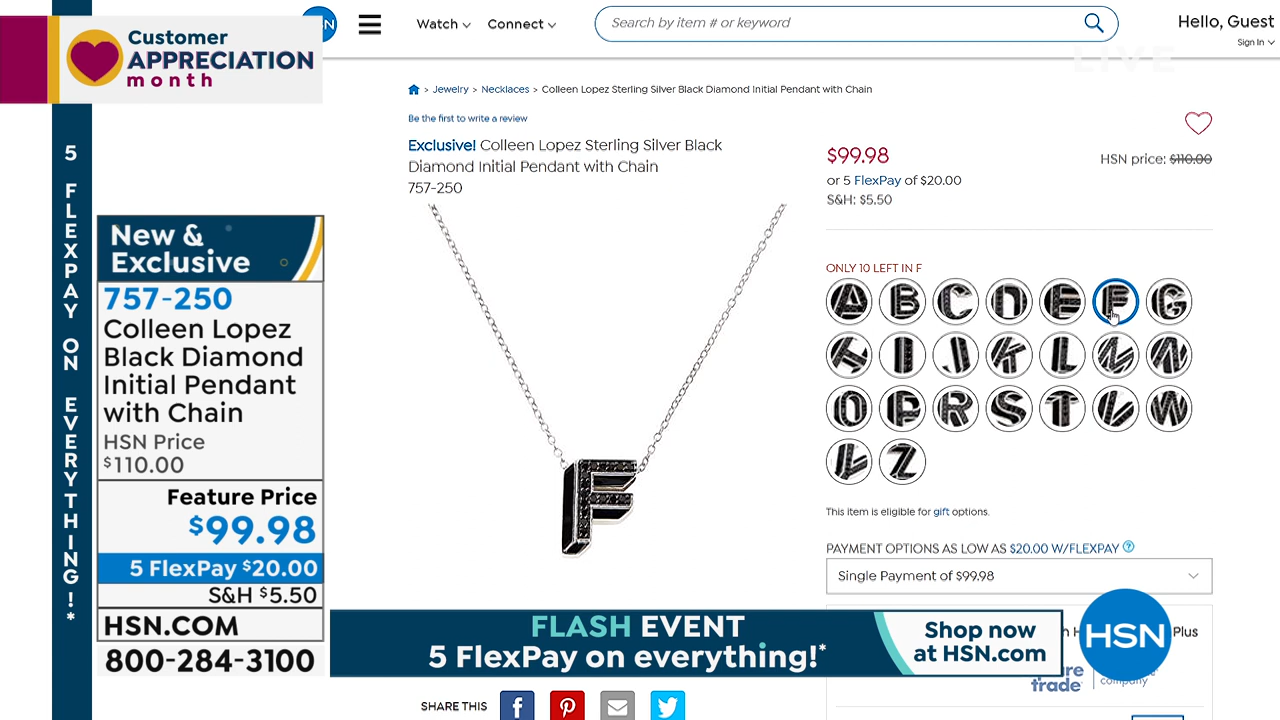 Customer
APPRECIATION
month
HSN
Watch
Connect
Search by item # or keyword
Hello, Guest
Sign In
LIVE
> Jewelry > Necklaces > Colleen Lopez Sterling Silver Black Diamond Initial Pendant with Chain
Be the first to write a review
Exclusive! Colleen Lopez Sterling Silver Black
Diamond Initial Pendant with Chain
757-250
$99.98
HSN price: $110.00
or 5 FlexPay of $20.00
S&H: $5.50
ONLY 10 LEFT IN F
A B C D E F G
H I J K L M N
O P R S T V W
Y Z
F
This item is eligible for gift options.
PAYMENT OPTIONS AS LOW AS $20.00 W/FLEXPAY ?
Single Payment of $99.98
5 FLEXPAY ON EVERYTHING!*
New &
Exclusive
757-250
Colleen Lopez
Black Diamond
Initial Pendant
with Chain
HSN Price
$110.00
Feature Price
$99.98
5 FlexPay $20.00
S&H $5.50
HSN.COM
800-284-3100
FLASH EVENT
5 FlexPay on everything!*
Shop now
at HSN.com
HSN
Plus
trade
company
SHARE THIS